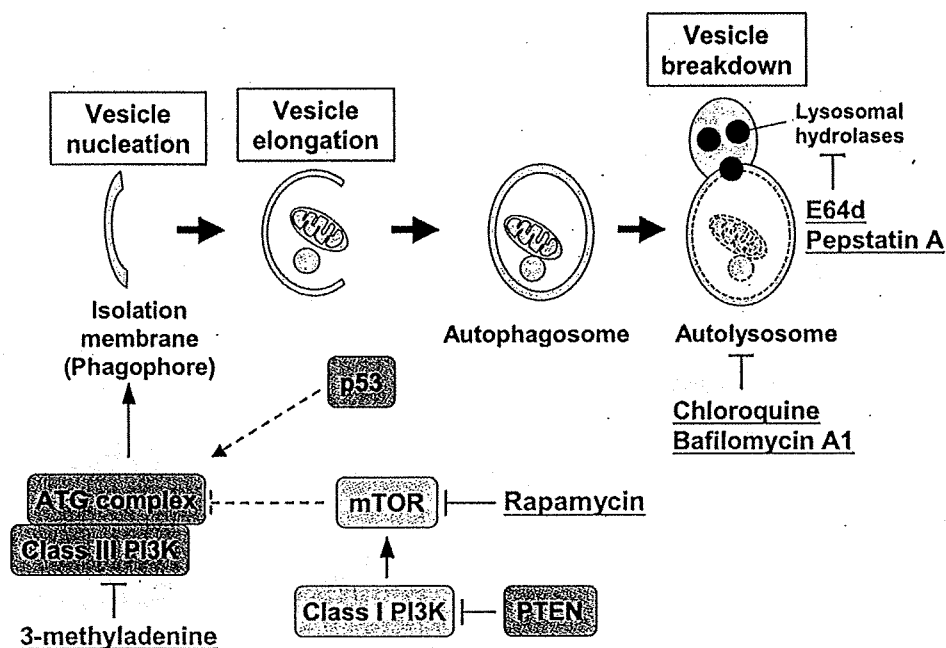 Vesicle
breakdown
Vesicle
nucleation
Vesicle
elongation
Lysosomal
hydrolases
E64d
Pepstatin A
Isolation
membrane
(Phagophore)
Autophagosome
Autolysosome
p53
Chloroquine
Bafilomycin A1
ATG complex
mTOR
Rapamycin
Class III PI3K
Class I PI3K
PTEN
3-methyladenine